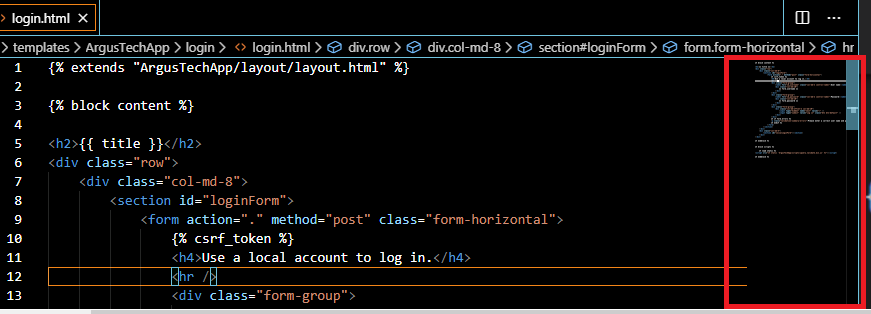 login.html
templates > ArgusTechApp > login > <> login.html > div.row > div.col-md-8 > section#loginForm > form.form-horizontal > hr
1 {% extends "ArgusTechApp/layout/layout.html" %}
2
3 {% block content %}
4
5 <h2>{{ title }}</h2>
6 <div class="row">
7 <div class="col-md-8">
8 <section id="loginForm">
9 <form action="." method="post" class="form-horizontal">
10 {% csrf_token %}
11 <h4>Use a local account to log in.</h4>
12 <hr />
13 <div class="form-group">